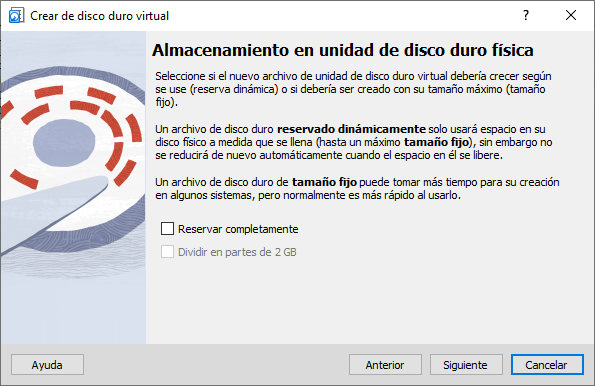 Crear de disco duro virtual
Almacenamiento en unidad de disco duro física
Seleccione si el nuevo archivo de unidad de disco duro virtual debería crecer según
se use (reserva dinámica) o si debería ser creado con su tamaño máximo (tamaño
fijo).
Un archivo de disco duro reservado dinámicamente solo usará espacio en su
disco físico a medida que se llena (hasta un máximo tamaño fijo), sin embargo no
se reducirá de nuevo automáticamente cuando el espacio en él se libere.
Un archivo de disco duro de tamaño fijo puede tomar más tiempo para su creación
en algunos sistemas, pero normalmente es más rápido al usarlo.
Reservar completamente
Dividir en partes de 2 GB
Ayuda
Anterior
Siguiente
Cancelar